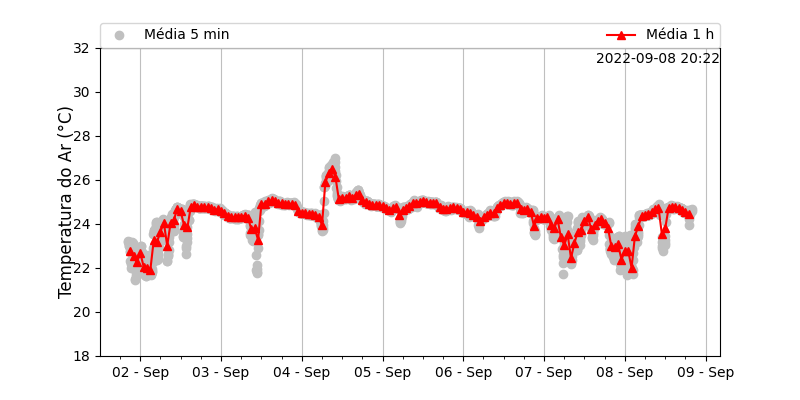 Média 5 min
Média 1 h
2022-09-08 20:22
Temperatura do Ar (°C)
32
30
28
26
24
22
20
18
02 - Sep
03 - Sep
04 - Sep
05 - Sep
06 - Sep
07 - Sep
08 - Sep
09 - Sep